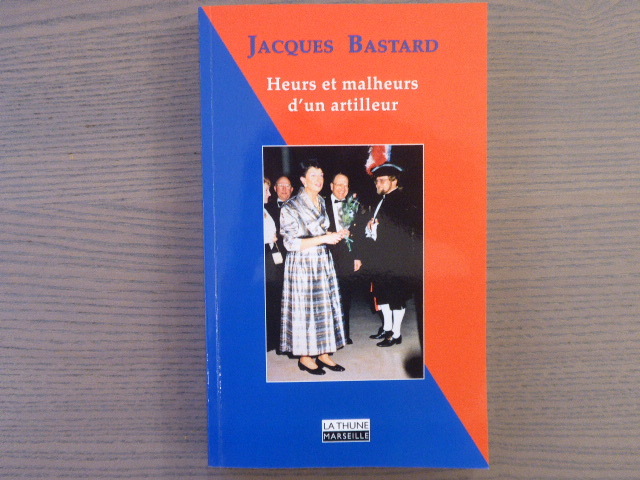 JACQUES BASTARD
Heurs et malheurs
d'un artilleur
LA THUNE
MARSEILLE